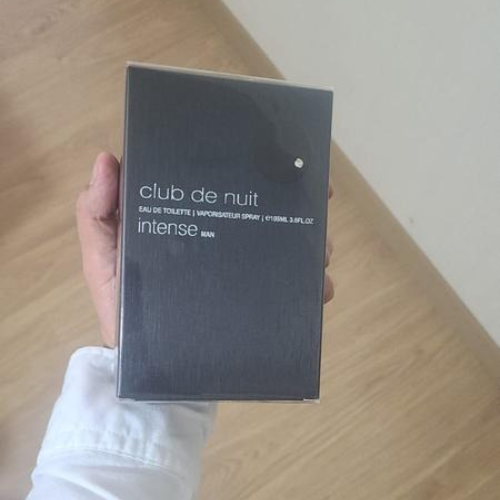 club de nuit
EAU DE TOILETTE | VAPORISATEUR SPRAY | ℮105ML 3.6FL.OZ
intense MAN